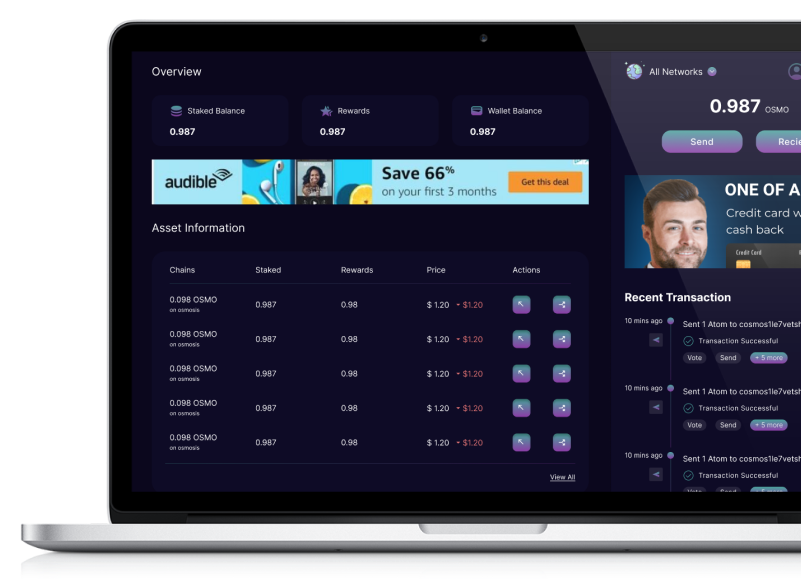 Overview
Staked Balance
0.987
Rewards
0.987
Wallet Balance
0.987
audible
Save 66%
on your first 3 months
Get this deal
Asset Information
Chains Staked Rewards Price Actions
0.098 OSMO
on osmosis
0.987 0.98 $ 1.20 $1.20
0.098 OSMO
on osmosis
0.987 0.98 $ 1.20 $1.20
0.098 OSMO
on osmosis
0.987 0.98 $ 1.20 $1.20
0.098 OSMO
on osmosis
0.987 0.98 $ 1.20 $1.20
0.098 OSMO
on osmosis
0.987 0.98 $ 1.20 $1.20
View All
All Networks
0.987 OSMO
Send Recie
ONE OF A
Credit card w
cash back
Credit Card
Recent Transaction
10 mins ago
Sent 1 Atom to cosmos1le7vetsh
Transaction Successful
Vote Send + 5 more
10 mins ago
Sent 1 Atom to cosmos1le7vetsh
Transaction Successful
Vote Send + 5 more
10 mins ago
Sent 1 Atom to cosmos1le7vetsh
Transaction Successful
Vote Send + 5 more